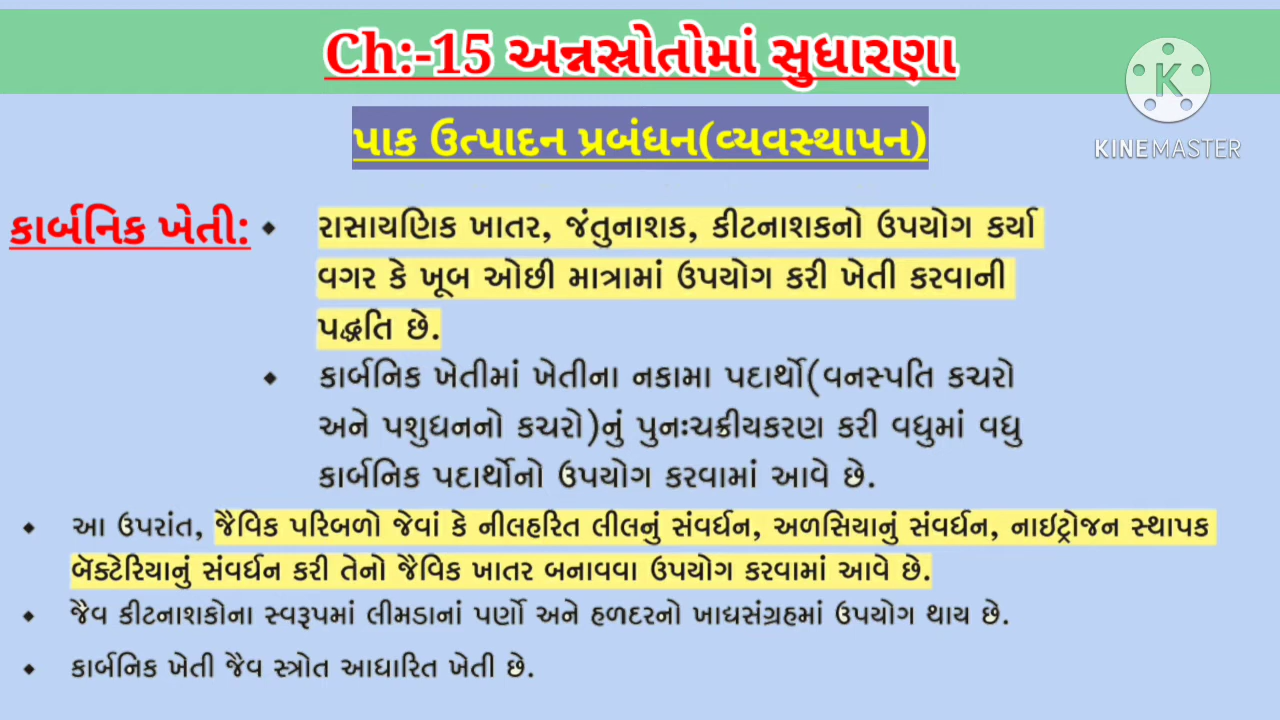 Ch:-15 અન્નસ્રોતોમાં સુધારણા
KINEMASTER
પાક ઉત્પાદન પ્રબંધન(વ્યવસ્થાપન)
કાર્બનિક ખેતી:
◆ રાસાયણિક ખાતર, જંતુનાશક, કીટનાશકનો ઉપયોગ કર્યા
વગર કે ખૂબ ઓછી માત્રામાં ઉપયોગ કરી ખેતી કરવાની
પદ્ધતિ છે.
◆ કાર્બનિક ખેતીમાં ખેતીના નકામા પદાર્થો(વનસ્પતિ કચરો
અને પશુધનનો કચરો)નું પુનઃચક્રીયકરણ કરી વધુમાં વધુ
કાર્બનિક પદાર્થોનો ઉપયોગ કરવામાં આવે છે.
◆ આ ઉપરાંત, જૈવિક પરિબળો જેવાં કે નીલહરિત લીલનું સંવર્ધન, અળસિયાનું સંવર્ધન, નાઈટ્રોજન સ્થાપક
બૅક્ટેરિયાનું સંવર્ધન કરી તેનો જૈવિક ખાતર બનાવવા ઉપયોગ કરવામાં આવે છે.
◆ જૈવ કીટનાશકોના સ્વરૂપમાં લીમડાનાં પર્ણો અને હળદરનો ખાદ્યસંગ્રહમાં ઉપયોગ થાય છે.
◆ કાર્બનિક ખેતી જૈવ સ્ત્રોત આધારિત ખેતી છે.